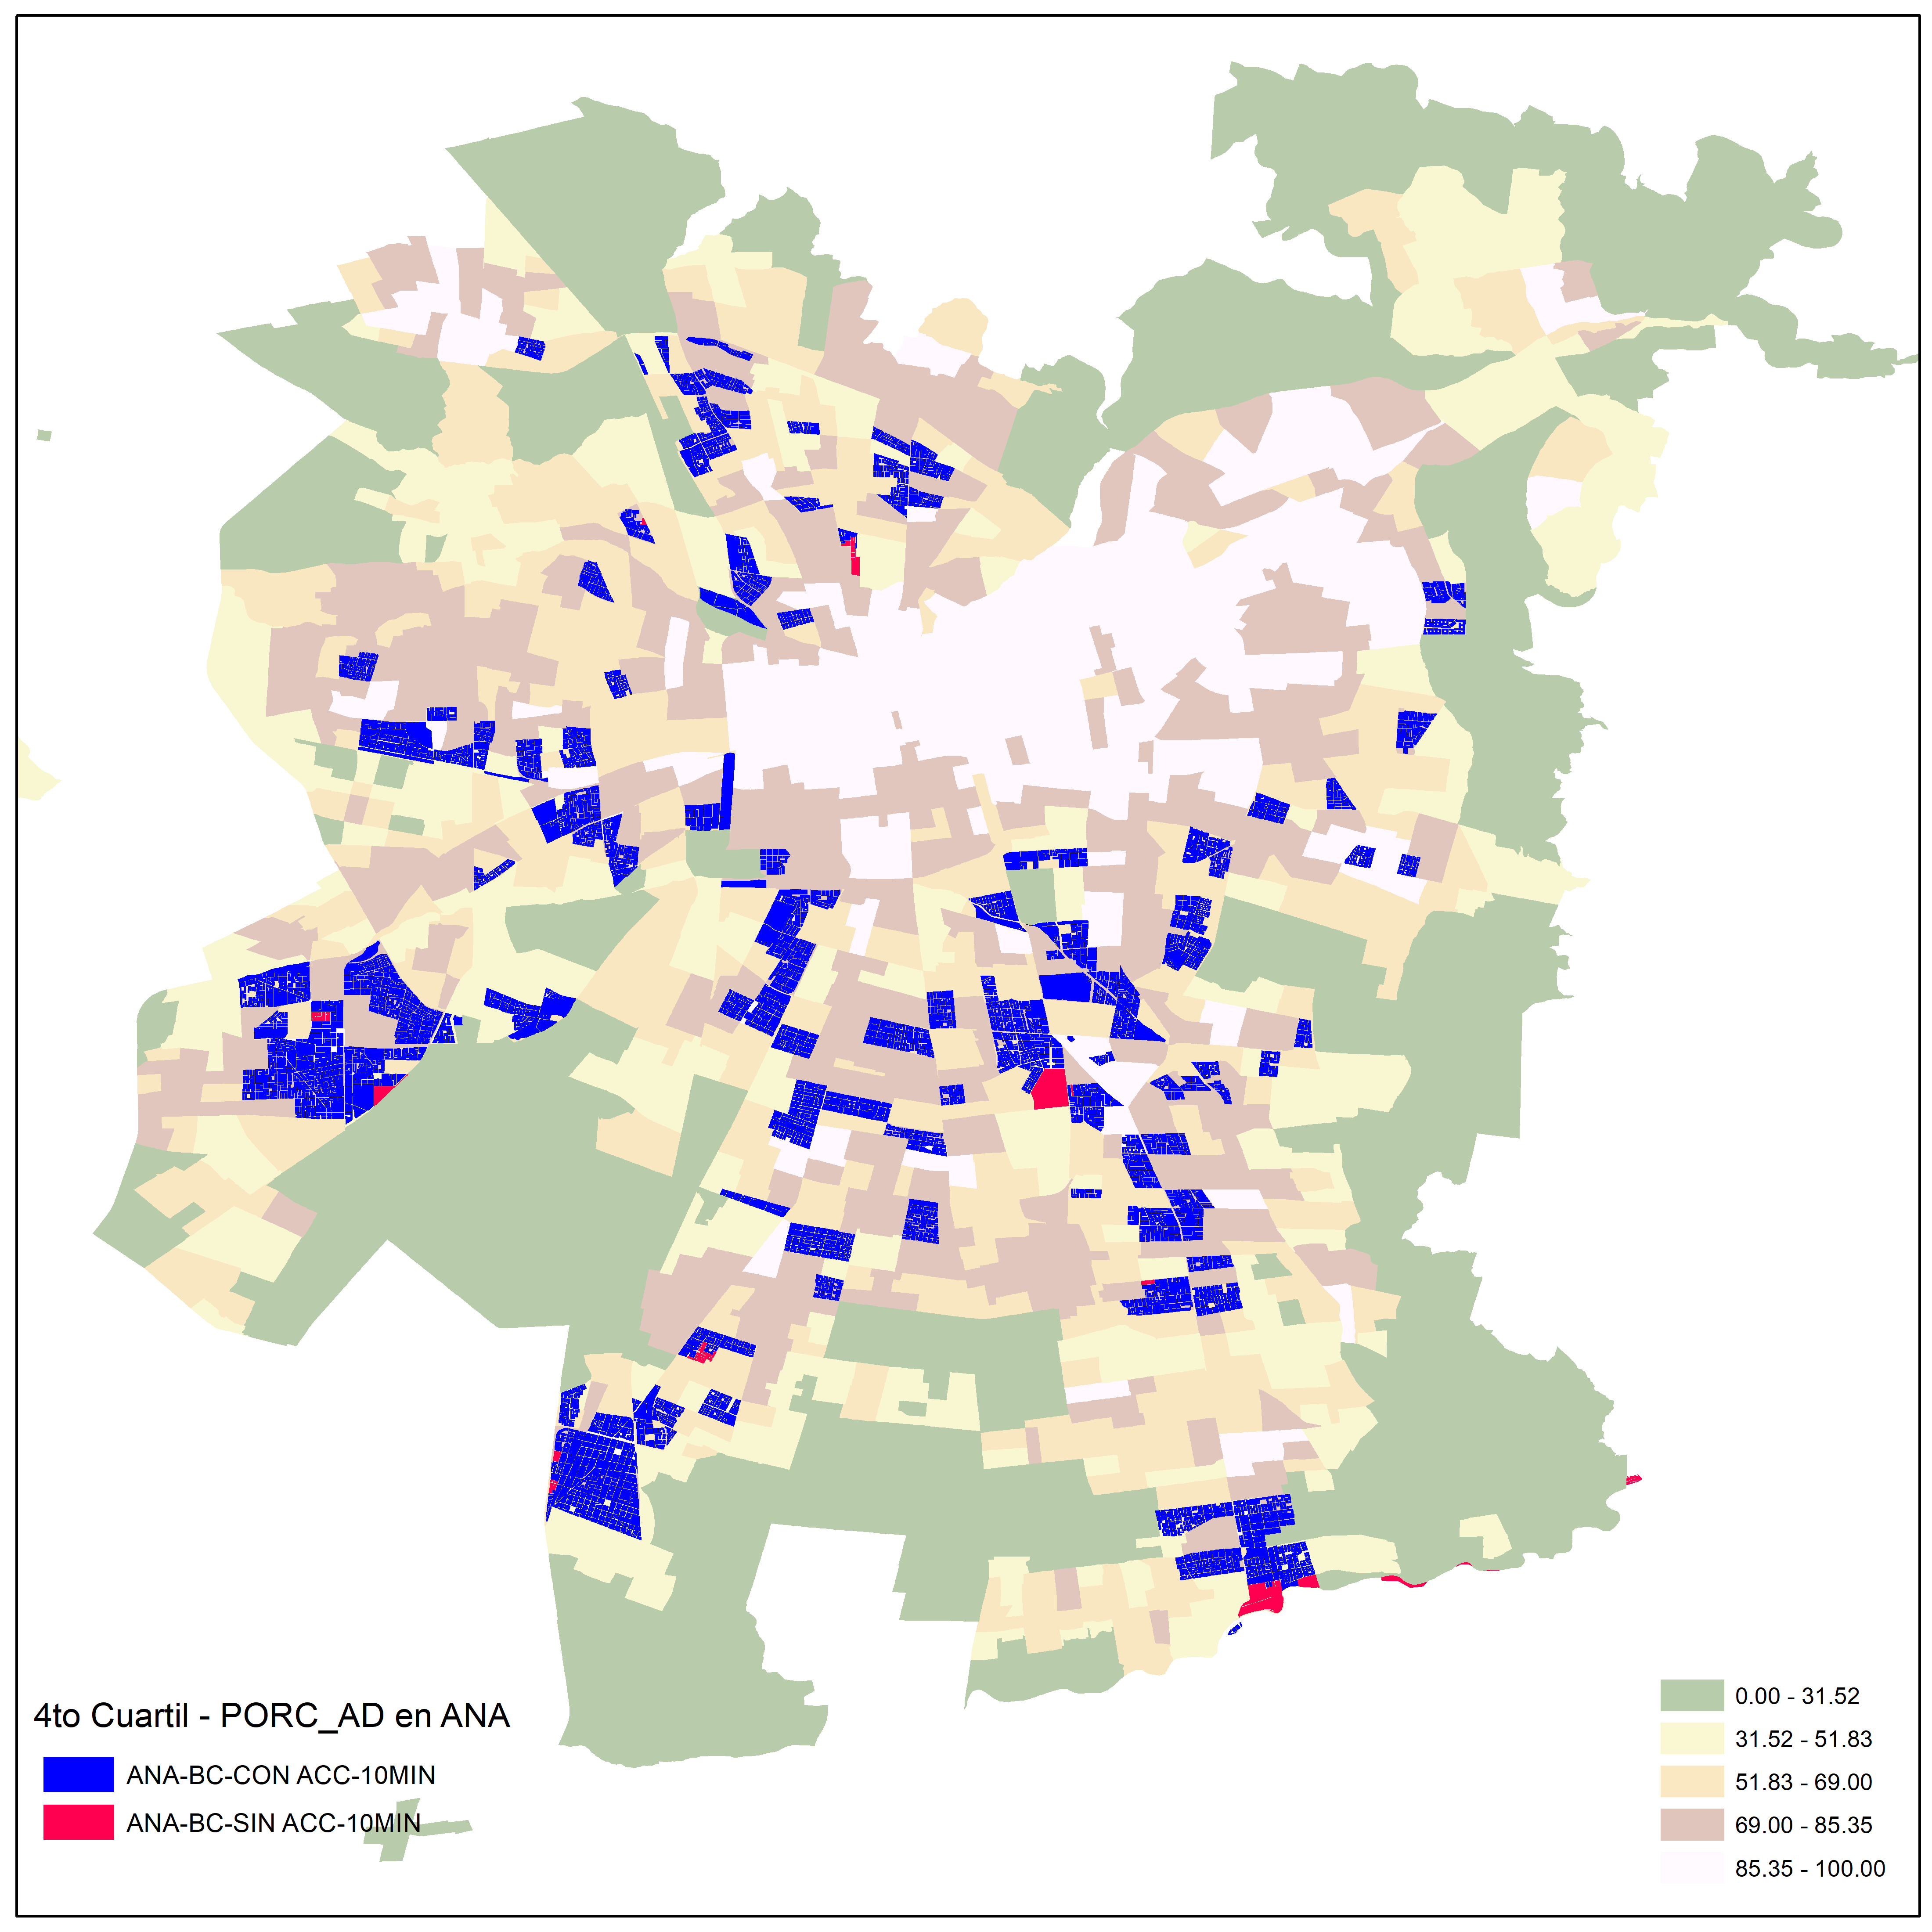 4to Cuartil - PORC_AD en ANA
ANA-BC-CON ACC-10MIN
ANA-BC-SIN ACC-10MIN
0.00 - 31.52
31.52 - 51.83
51.83 - 69.00
69.00 - 85.35
85.35 - 100.00